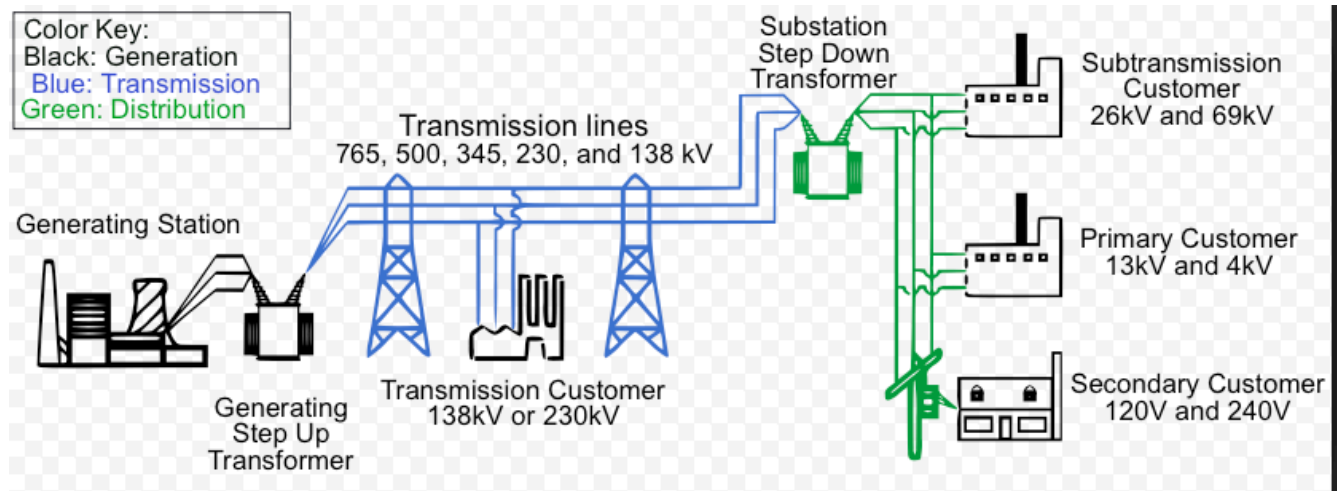 Color Key:
Black: Generation
Blue: Transmission
Green: Distribution
Substation
Step Down
Transformer
Subtransmission
Customer
26kV and 69kV
Transmission lines
765, 500, 345, 230, and 138 kV
Generating Station
Primary Customer
13kV and 4kV
Transmission Customer
138kV or 230kV
Secondary Customer
120V and 240V
Generating
Step Up
Transformer